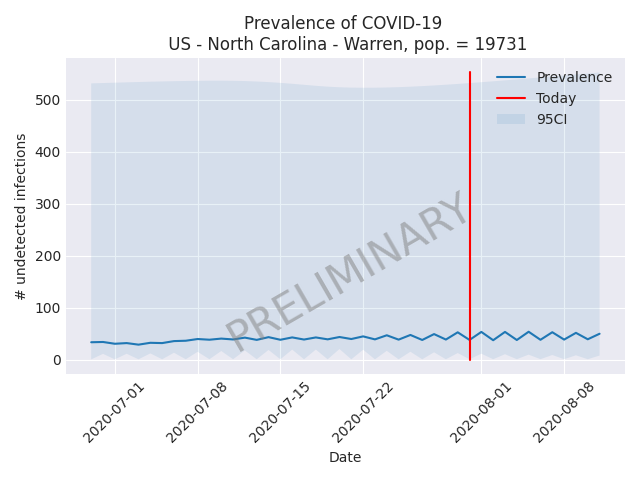 Prevalence of COVID-19
US - North Carolina - Warren, pop. = 19731
# undetected infections
500
400
300
200
100
0
Prevalence
Today
95CI
PRELIMINARY
2020-07-01
2020-07-08
2020-07-15
2020-07-22
2020-08-01
2020-08-08
Date